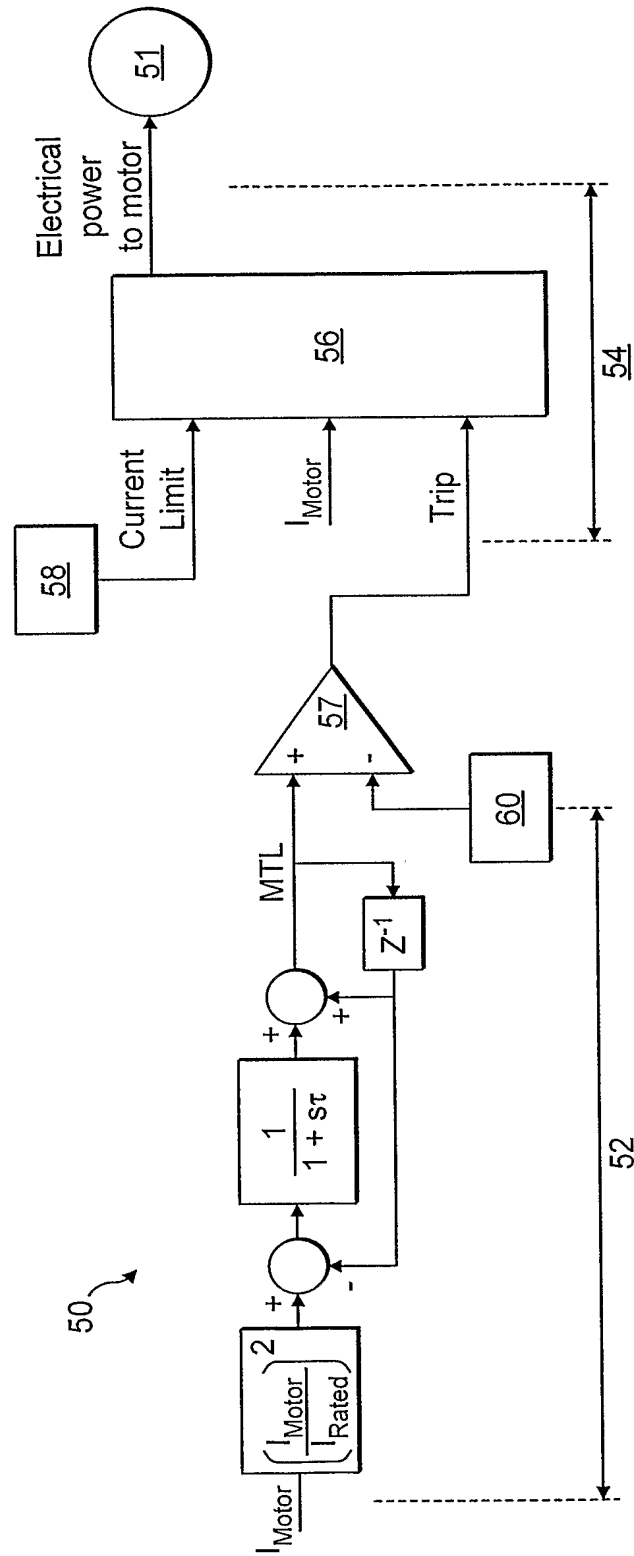 50
I_Motor
(I_Motor / I_Rated)²
+
-
1
1 + sτ
+
+
MTL
Z⁻¹
+
-
57
60
52
58
Current
Limit
I_Motor
Trip
56
54
Electrical
power
to motor
51